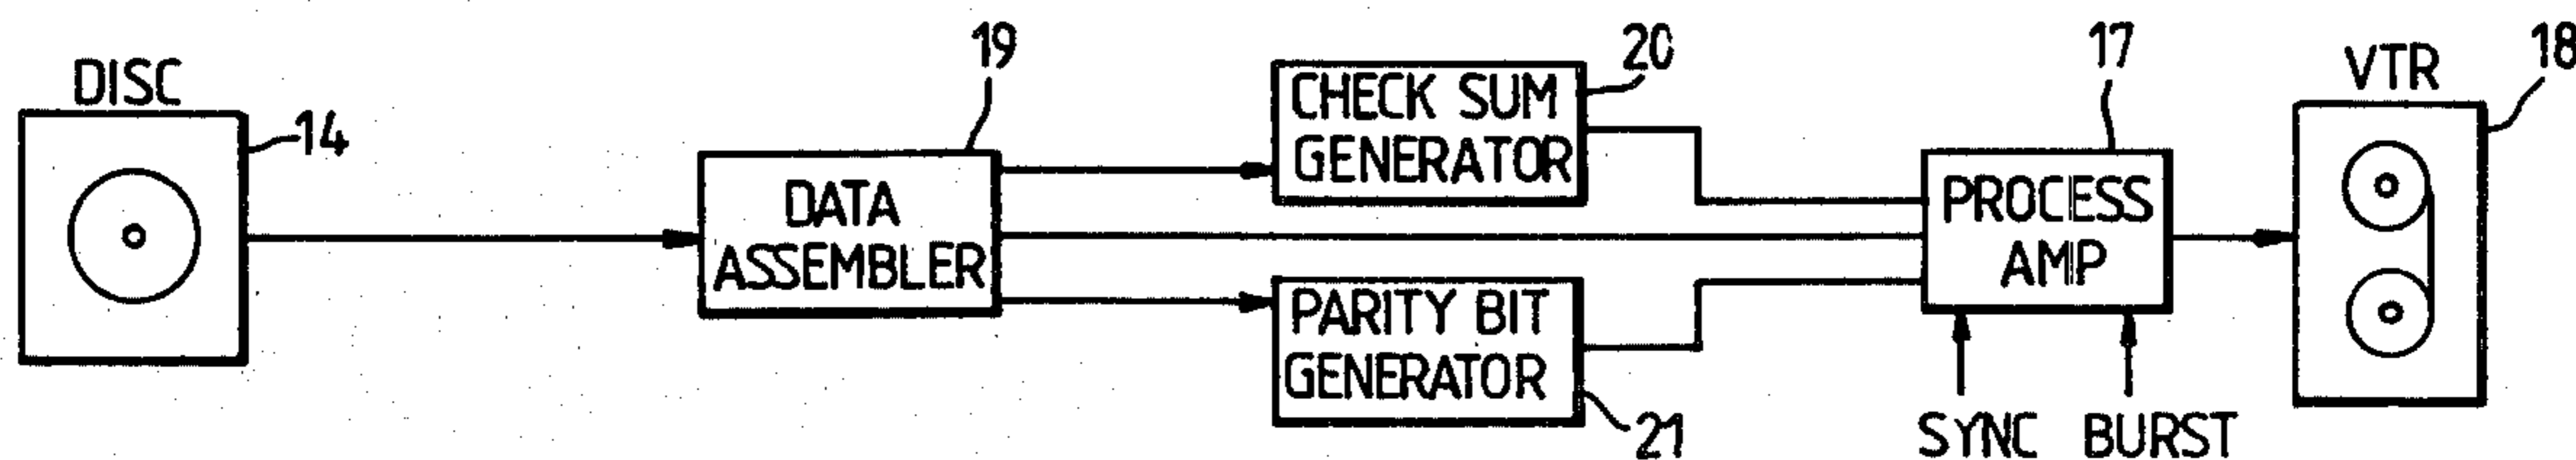 DISC
14
19
DATA
ASSEMBLER
20
CHECK SUM
GENERATOR
PARITY BIT
GENERATOR
21
17
PROCESS
AMP
SYNC BURST
VTR
18